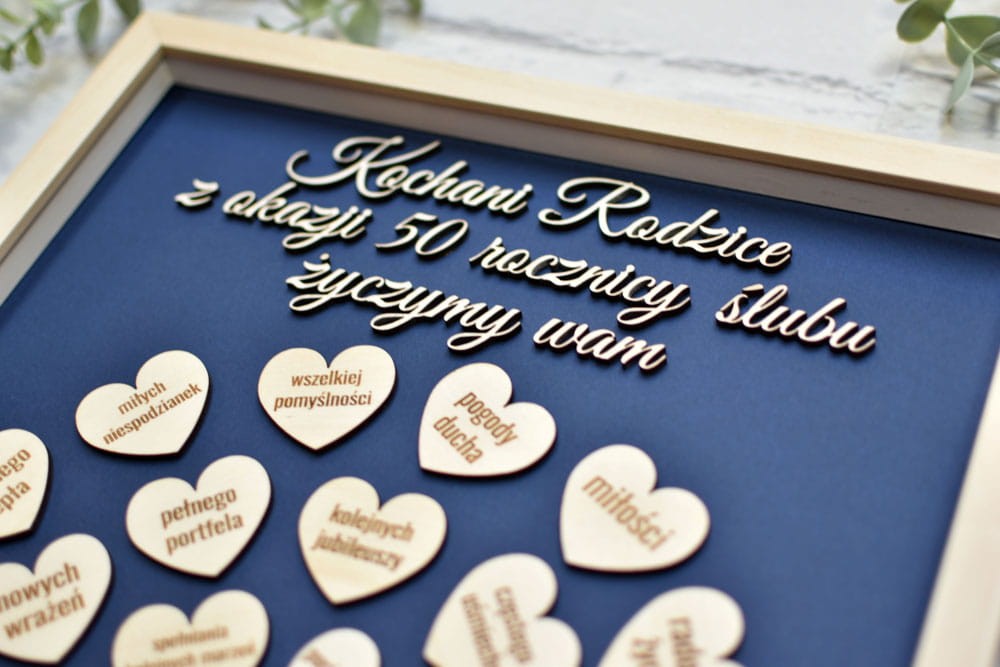 Kochani Rodzice
z okazji 50 rocznicy ślubu
życzymy wam
miłych
niespodzianek
wszelkiej
pomyślności
pogody
ducha
miłości
pełnego
portfela
kolejnych
jubileuszy
nowych
wrażeń
spełniania